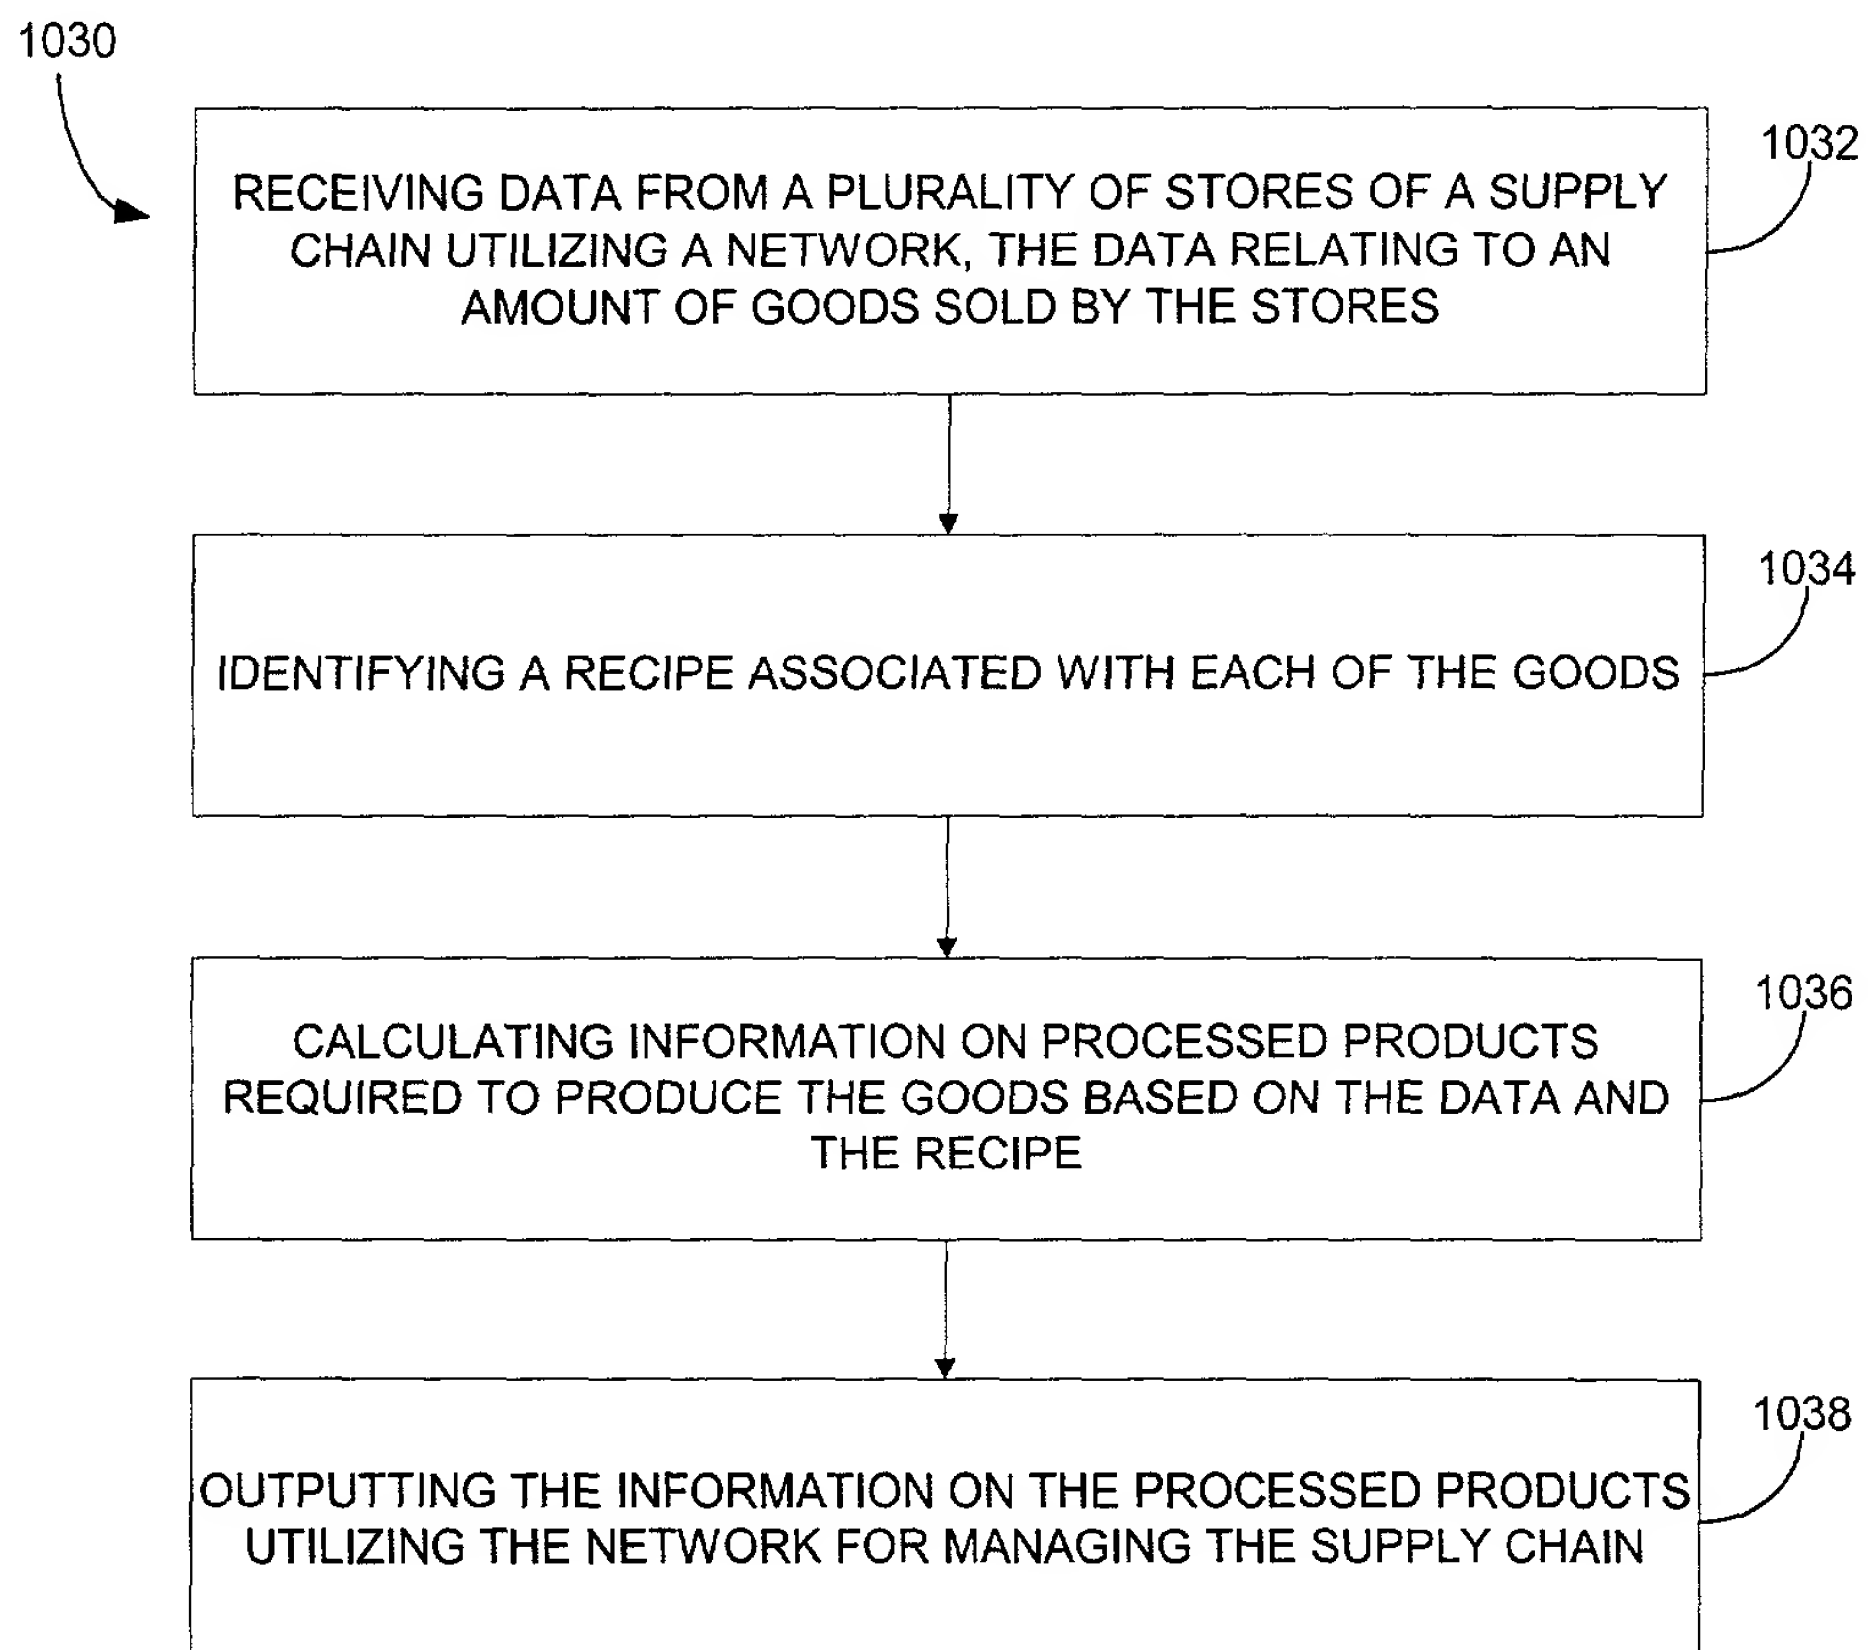 1030
1032
RECEIVING DATA FROM A PLURALITY OF STORES OF A SUPPLY
CHAIN UTILIZING A NETWORK, THE DATA RELATING TO AN
AMOUNT OF GOODS SOLD BY THE STORES
1034
IDENTIFYING A RECIPE ASSOCIATED WITH EACH OF THE GOODS
1036
CALCULATING INFORMATION ON PROCESSED PRODUCTS
REQUIRED TO PRODUCE THE GOODS BASED ON THE DATA AND
THE RECIPE
1038
OUTPUTTING THE INFORMATION ON THE PROCESSED PRODUCTS
UTILIZING THE NETWORK FOR MANAGING THE SUPPLY CHAIN